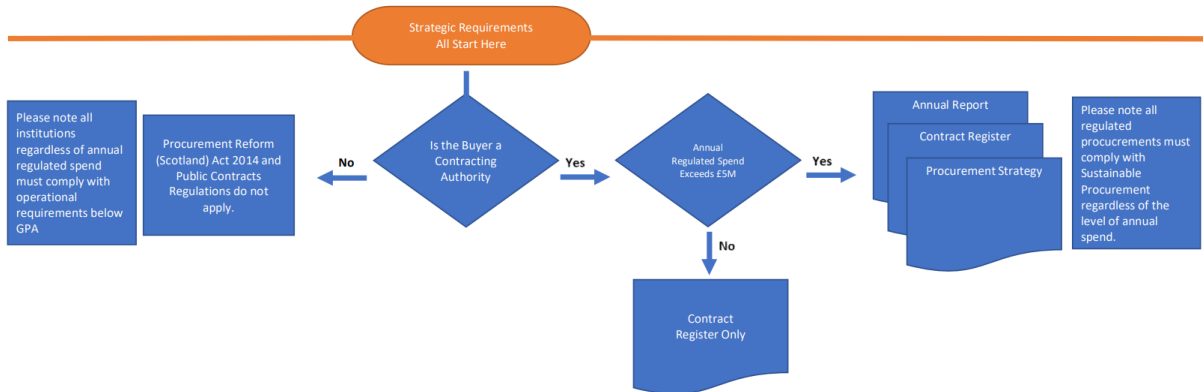 Strategic Requirements
All Start Here
Please note all
institutions
regardless of annual
regulated spend
must comply with
operational
requirements below
GPA
Procurement Reform
(Scotland) Act 2014 and
Public Contracts
Regulations do not
apply.
No
Is the Buyer a
Contracting
Authority
Yes
Annual
Regulated Spend
Exceeds £5M
Yes
Annual Report
Contract Register
Procurement Strategy
Please note all
regulated
procucrements must
comply with
Sustainable
Procurement
regardless of the
level of annual
spend.
No
Contract
Register Only